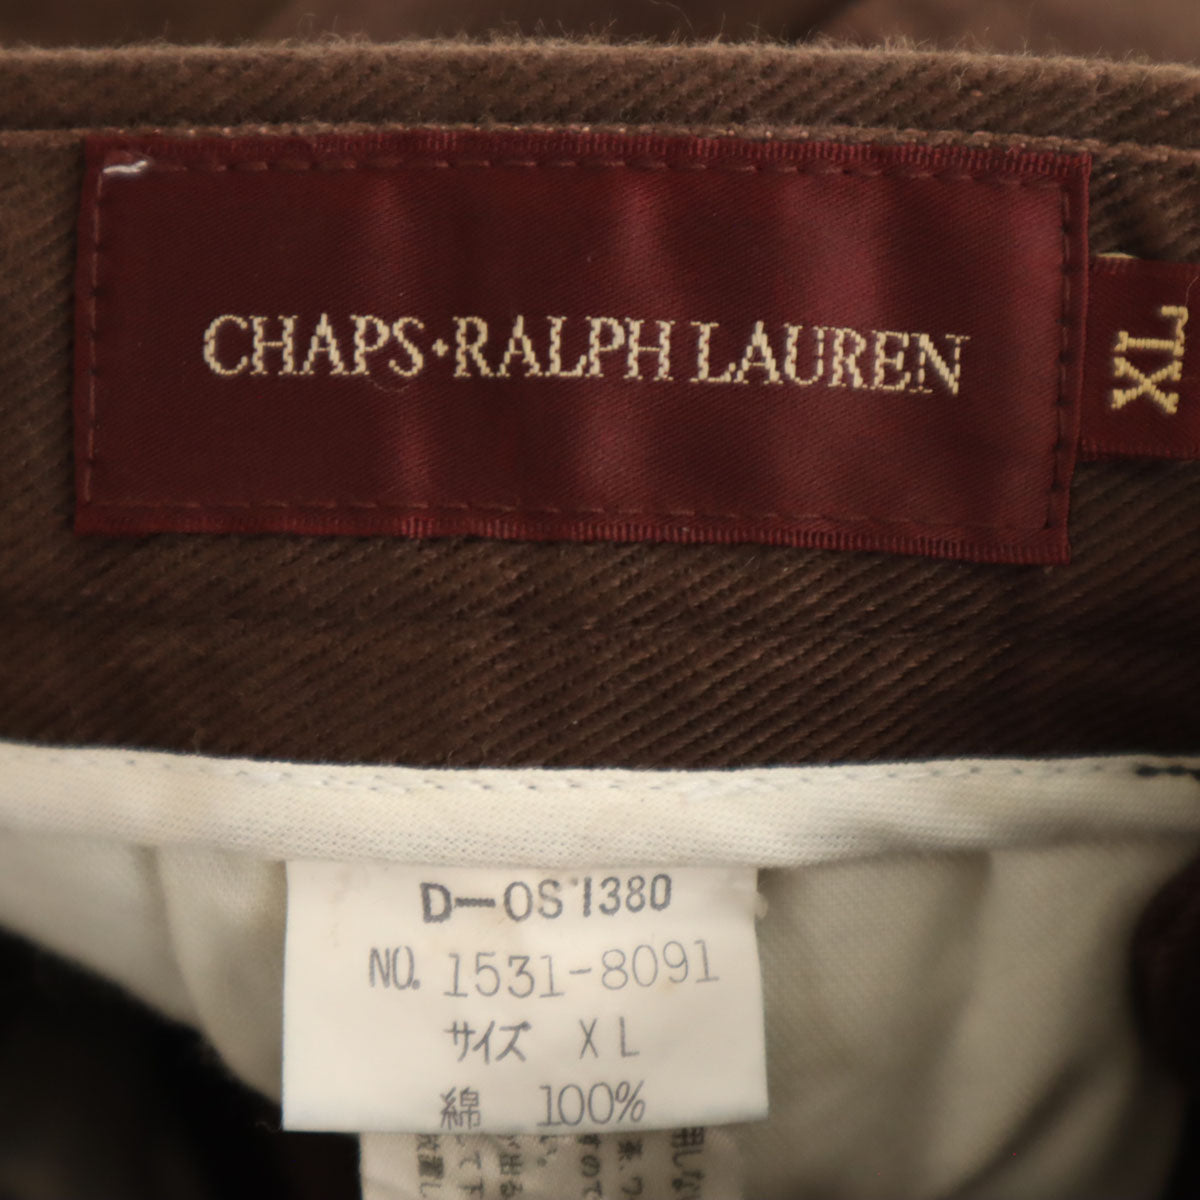 CHAPS·RALPH LAUREN
XL
D-OS 1380
NO. 1531-8091
サイズ XL
綿 100%